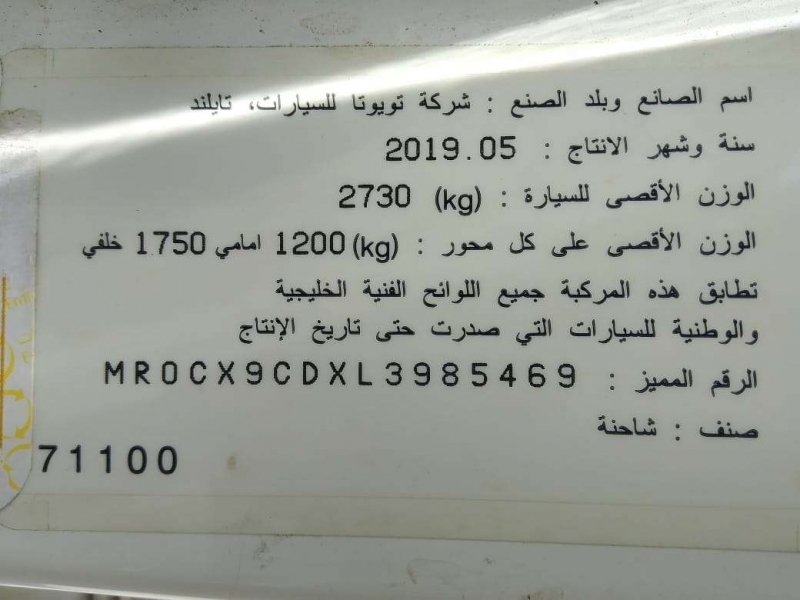 اسم الصانع وبلد الصنع : شركة تويوتا للسيارات، تايلند
سنة وشهر الانتاج : 2019.05
الوزن الأقصى للسيارة : (kg) 2730
الوزن الأقصى على كل محور : (kg) 1200 امامي 1750 خلفي
تطابق هذه المركبة جميع اللوائح الفنية الخليجية
والوطنية للسيارات التي صدرت حتى تاريخ الإنتاج
الرقم المميز : MR0CX9CDXL3985469
صنف : شاحنة
71100